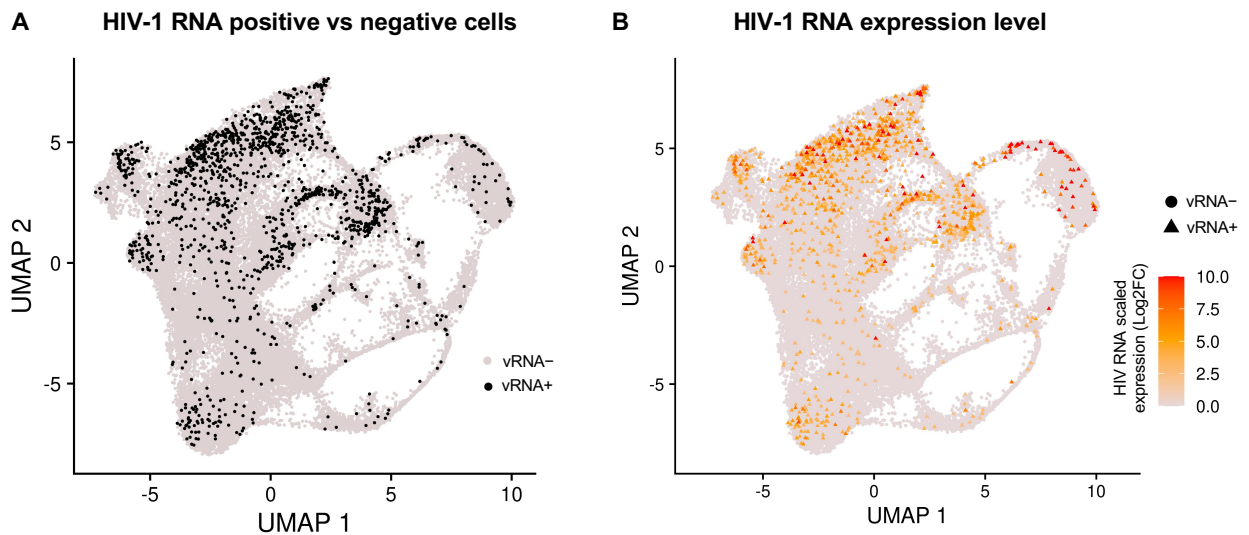 A
HIV-1 RNA positive vs negative cells
5
0
-5
UMAP 2
-5
0
5
10
UMAP 1
vRNA−
vRNA+
B
HIV-1 RNA expression level
5
0
-5
UMAP 2
-5
0
5
10
UMAP 1
vRNA−
vRNA+
HIV RNA scaled
expression (Log2FC)
10.0
7.5
5.0
2.5
0.0